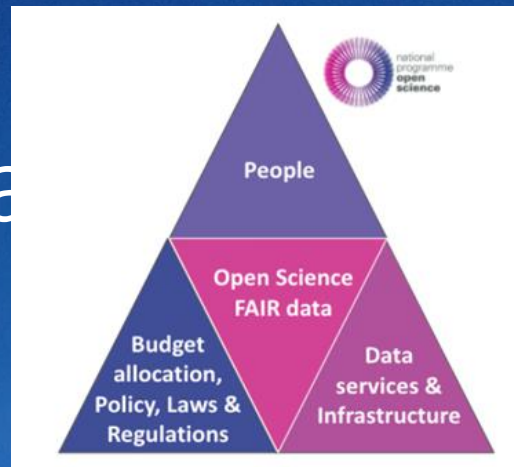 national
programme
open
science
People
Open Science
FAIR data
Budget
allocation,
Policy, Laws &
Regulations
Data
services &
Infrastructure